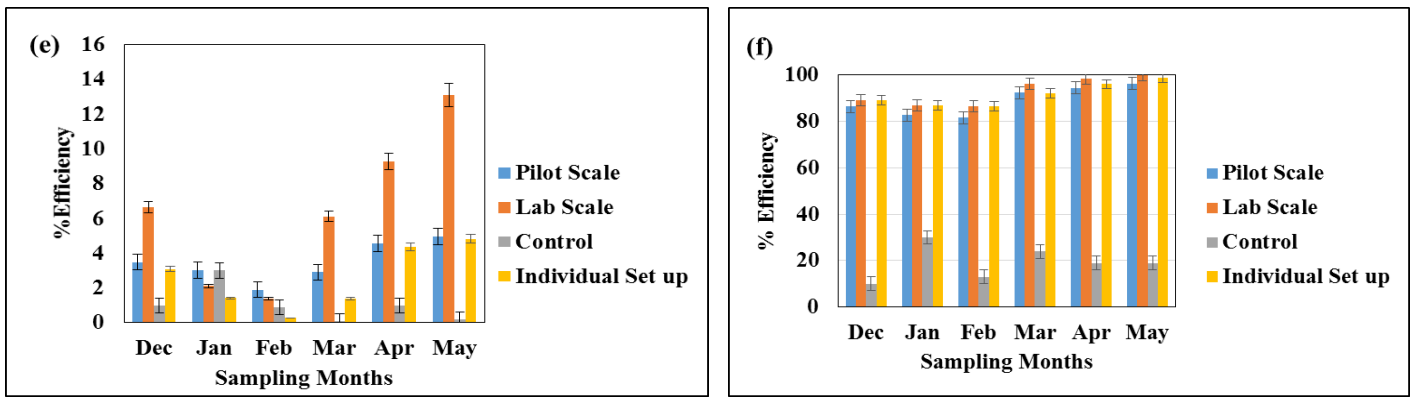 (e)
16
14
12
10
8
6
4
2
0
%Efficiency
Dec Jan Feb Mar Apr May
Sampling Months
Pilot Scale
Lab Scale
Control
Individual Set up
(f)
100
80
60
40
20
0
% Efficiency
Dec Jan Feb Mar Apr May
Sampling Months
Pilot Scale
Lab Scale
Control
Individual Set up